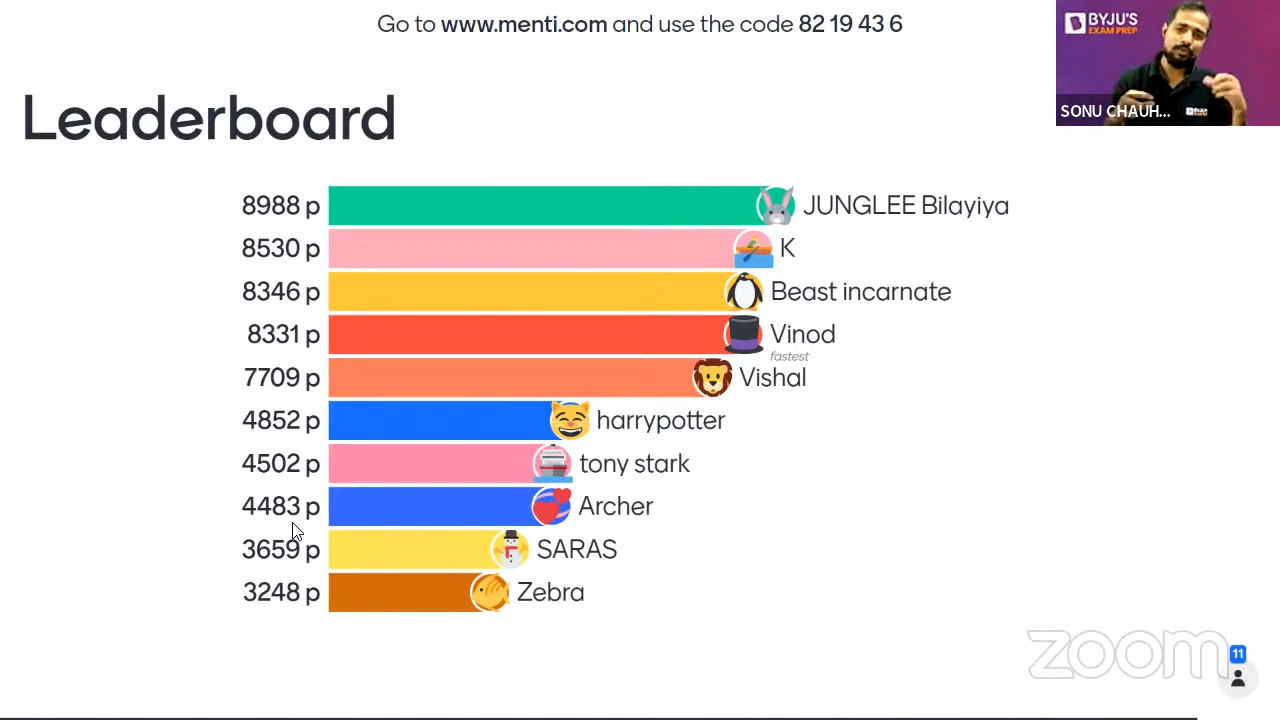 Go to www.menti.com and use the code 82 19 43 6
BYJU'S
EXAM PREP
SONU CHAUH...
Leaderboard
8988 p JUNGLEE Bilayiya
8530 p K
8346 p Beast incarnate
8331 p Vinod
fastest
7709 p Vishal
4852 p harrypotter
4502 p tony stark
4483 p Archer
3659 p SARAS
3248 p Zebra
zoom
11